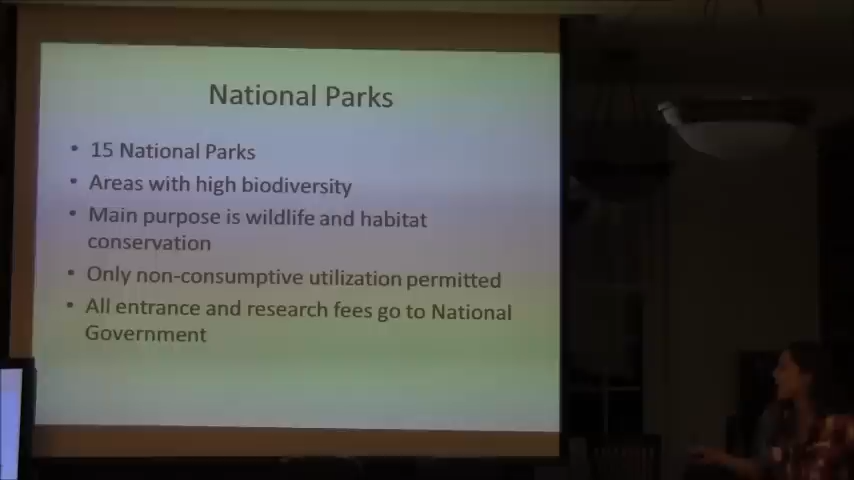 National Parks
• 15 National Parks
• Areas with high biodiversity
• Main purpose is wildlife and habitat
conservation
• Only non-consumptive utilization permitted
• All entrance and research fees go to National
Government